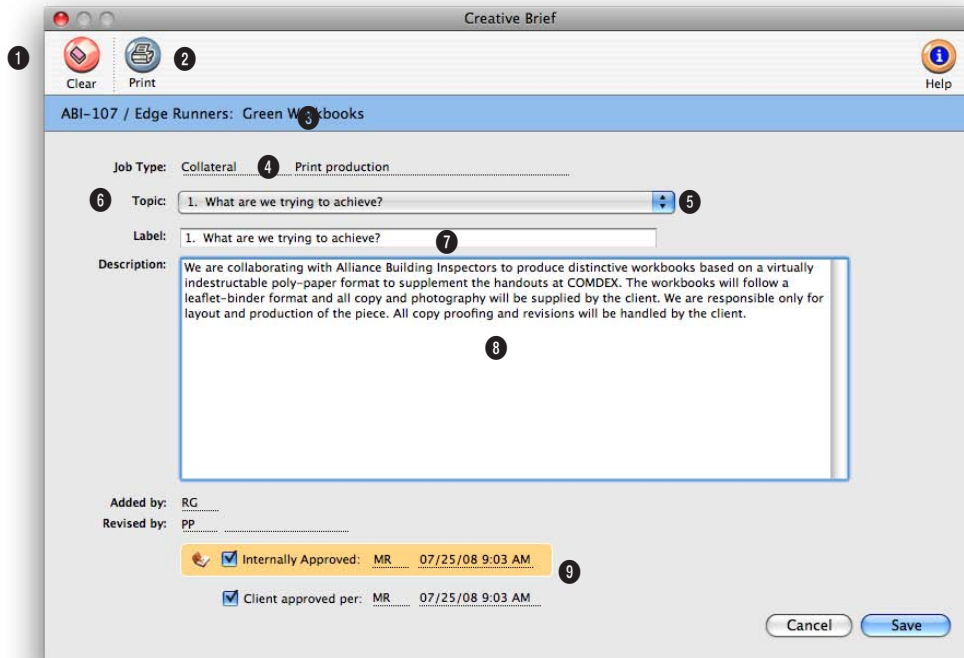 Creative Brief
1
2
Clear
Print
Help
ABI-107 / Edge Runners: Green W kbooks
3
Job Type: Collateral 4 Print production
6 Topic: 1. What are we trying to achieve? 5
Label: 1. What are we trying to achieve?
7
Description: We are collaborating with Alliance Building Inspectors to produce distinctive workbooks based on a virtually
indestructable poly-paper format to supplement the handouts at COMDEX. The workbooks will follow a
leaflet-binder format and all copy and photography will be supplied by the client. We are responsible only for
layout and production of the piece. All copy proofing and revisions will be handled by the client.
8
Added by: RG
Revised by: PP
Internally Approved: MR 07/25/08 9:03 AM
9
Client approved per: MR 07/25/08 9:03 AM
Cancel
Save